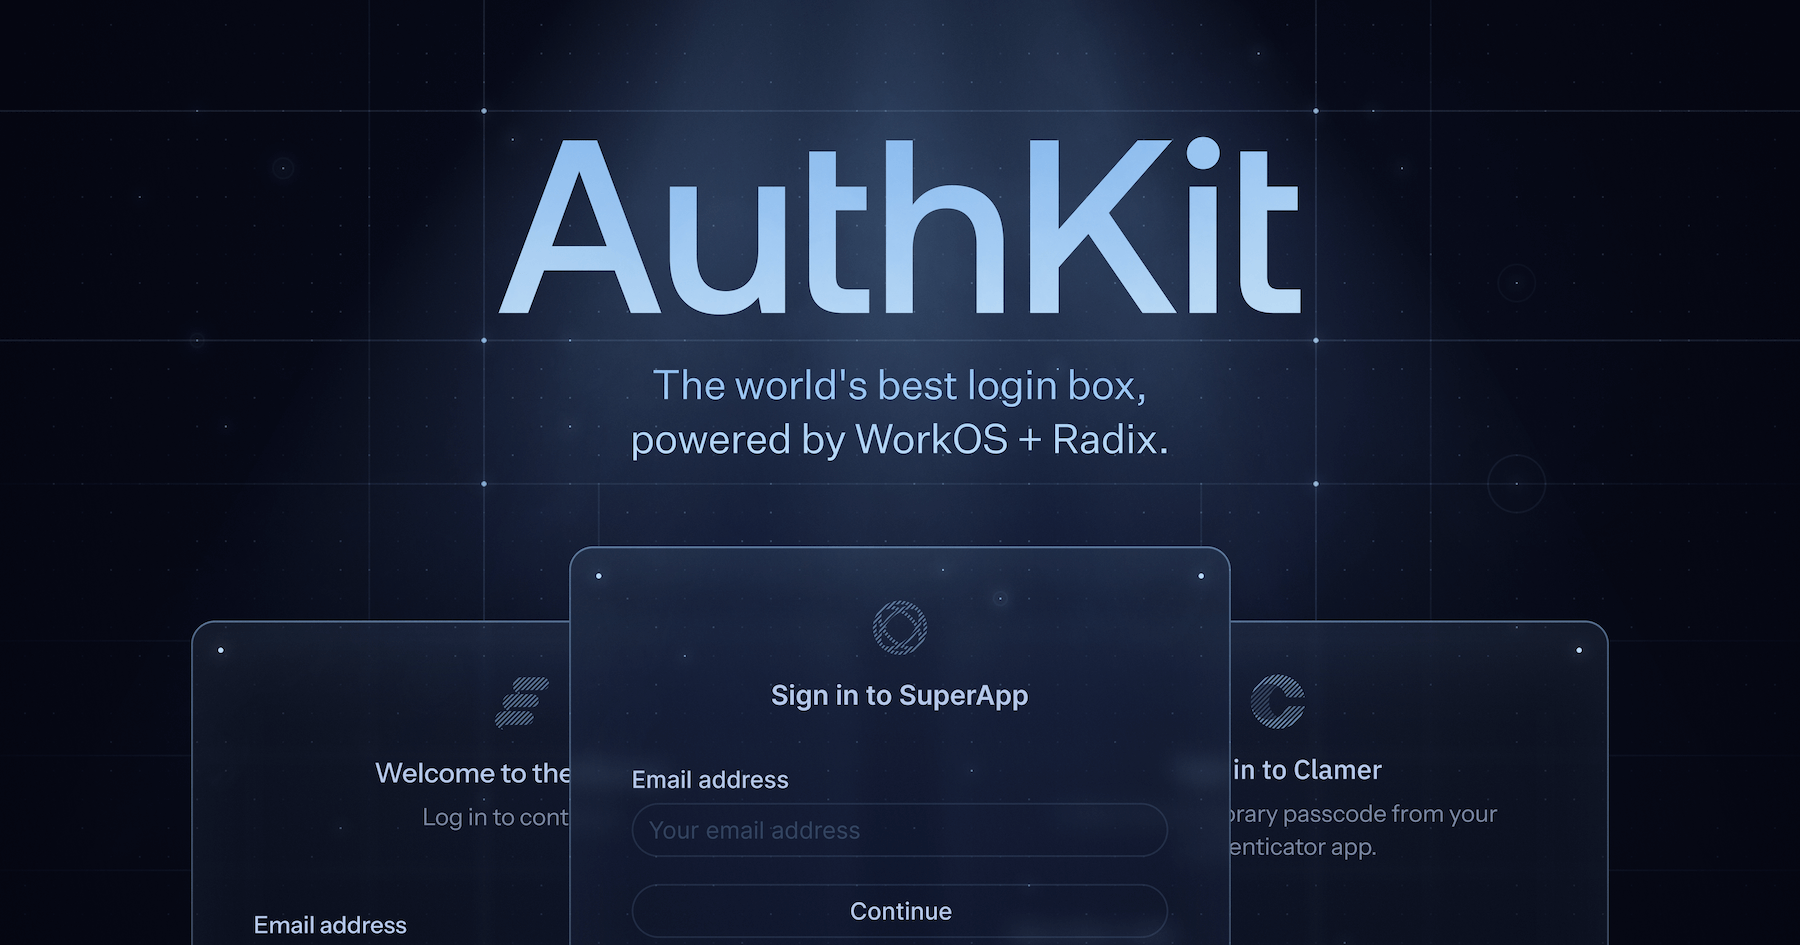 AuthKit
The world's best login box,
powered by WorkOS + Radix.
Sign in to SuperApp
Email address
Your email address
Continue
Welcome to the
Log in to cont
Email address
in to Clamer
orary passcode from your
enticator app.